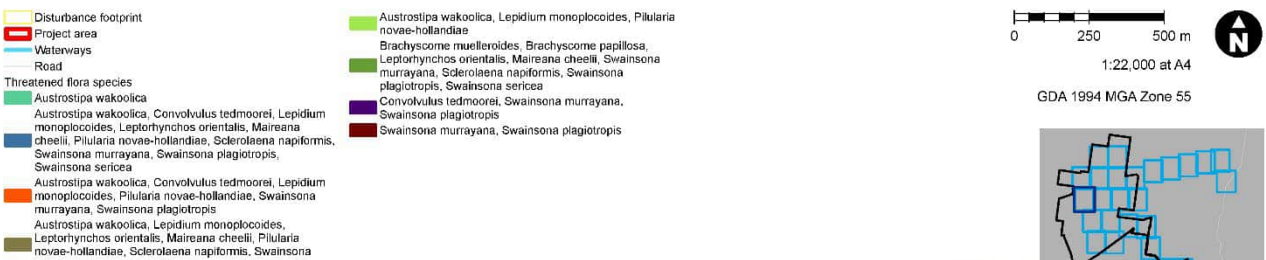 Disturbance footprint
Project area
Waterways
Road
Threatened flora species
Austrostipa wakoolica
Austrostipa wakoolica, Convolvulus tedmoorei, Lepidium
monoplocoides, Leptorhynchos orientalis, Maireana
cheelii, Pilularia novae-hollandiae, Sclerolaena napiformis,
Swainsona murrayana, Swainsona plagiotropis,
Swainsona sericea
Austrostipa wakoolica, Convolvulus tedmoorei, Lepidium
monoplocoides, Pilularia novae-hollandiae, Swainsona
murrayana, Swainsona plagiotropis
Austrostipa wakoolica, Lepidium monoplocoides,
Leptorhynchos orientalis, Maireana cheelii, Pilularia
novae-hollandiae, Sclerolaena napiformis, Swainsona
Austrostipa wakoolica, Lepidium monoplocoides, Pilularia
novae-hollandiae
Brachyscome muelleroides, Brachyscome papillosa,
Leptorhynchos orientalis, Maireana cheelii, Swainsona
murrayana, Sclerolaena napiformis, Swainsona
plagiotropis, Swainsona sericea
Convolvulus tedmoorei, Swainsona murrayana,
Swainsona plagiotropis
Swainsona murrayana, Swainsona plagiotropis
0 250 500 m
N
1:22,000 at A4
GDA 1994 MGA Zone 55